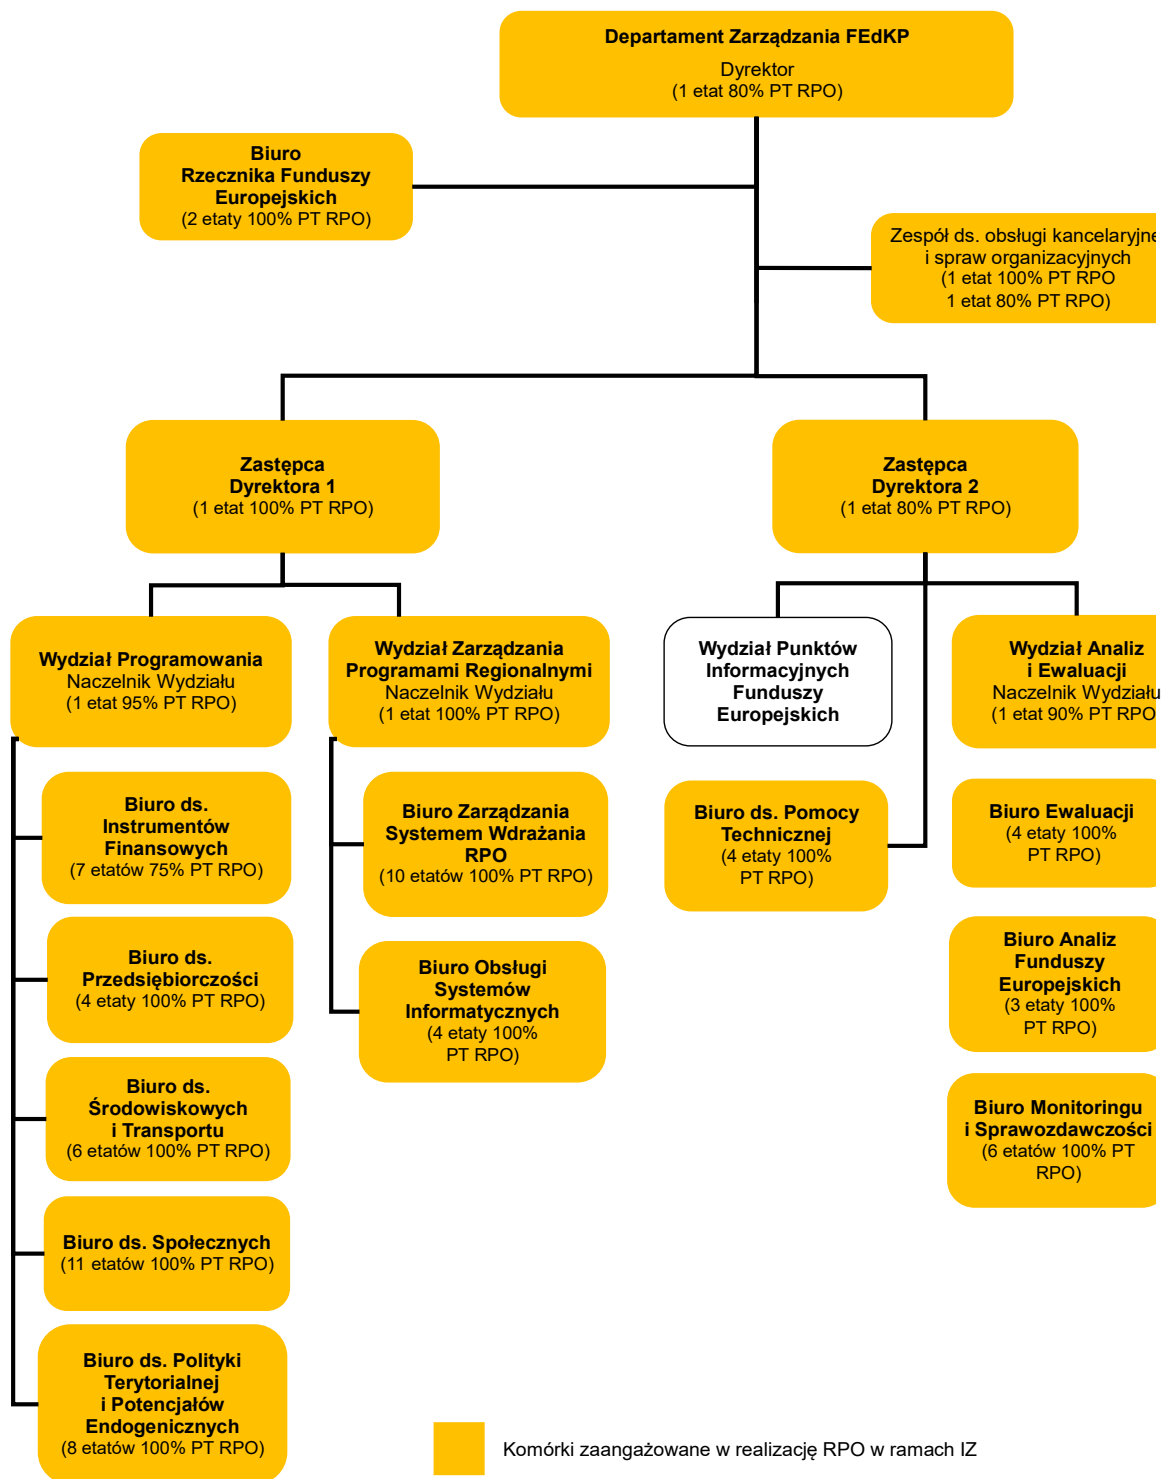 Departament Zarządzania FEdKP
Dyrektor
(1 etat 80% PT RPO)
Biuro
Rzecznika Funduszy
Europejskich
(2 etaty 100% PT RPO)
Zespół ds. obsługi kancelaryjne
i spraw organizacyjnych
(1 etat 100% PT RPO
1 etat 80% PT RPO)
Zastępca
Dyrektora 1
(1 etat 100% PT RPO)
Zastępca
Dyrektora 2
(1 etat 80% PT RPO)
Wydział Programowania
Naczelnik Wydziału
(1 etat 95% PT RPO)
Wydział Zarządzania
Programami Regionalnymi
Naczelnik Wydziału
(1 etat 100% PT RPO)
Wydział Punktów
Informacyjnych
Funduszy
Europejskich
Wydział Analiz
i Ewaluacji
Naczelnik Wydziału
(1 etat 90% PT RPO
Biuro ds.
Instrumentów
Finansowych
(7 etatów 75% PT RPO)
Biuro Zarządzania
Systemem Wdrażania
RPO
(10 etatów 100% PT RPO)
Biuro ds. Pomocy
Technicznej
(4 etaty 100%
PT RPO)
Biuro Ewaluacji
(4 etaty 100%
PT RPO)
Biuro ds.
Przedsiębiorczości
(4 etaty 100% PT RPO)
Biuro Obsługi
Systemów
Informatycznych
(4 etaty 100%
PT RPO)
Biuro Analiz
Funduszy
Europejskich
(3 etaty 100%
PT RPO)
Biuro ds.
Środowiskowych
i Transportu
(6 etatów 100% PT RPO)
Biuro Monitoringu
i Sprawozdawczości
(6 etatów 100% PT
RPO)
Biuro ds. Społecznych
(11 etatów 100% PT RPO)
Biuro ds. Polityki
Terytorialnej
i Potencjałów
Endogenicznych
(8 etatów 100% PT RPO)
Komórki zaangażowane w realizację RPO w ramach IZ